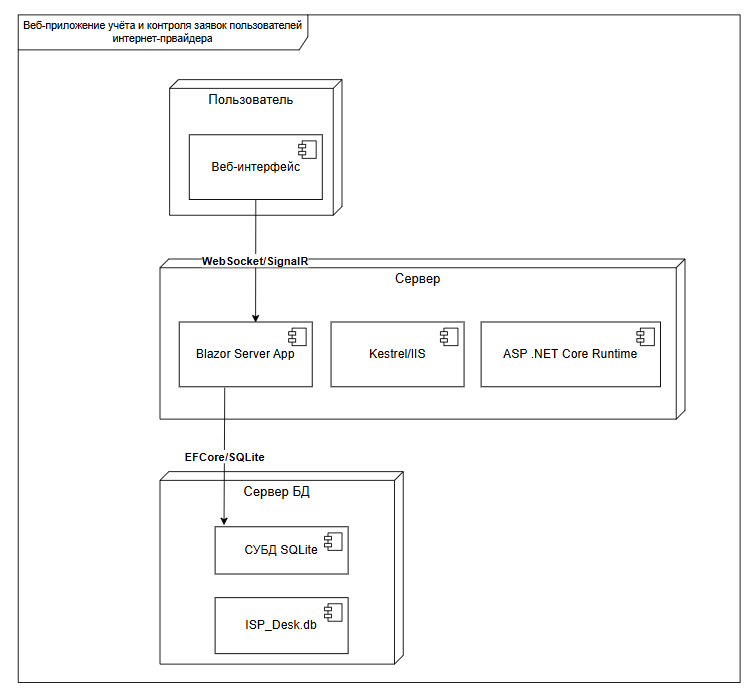 Веб-приложение учёта и контроля заявок пользователей
интернет-првайдера
Пользователь
Веб-интерфейс
WebSocket/SignalR
Сервер
Blazor Server App
Kestrel/IIS
ASP .NET Core Runtime
EFCore/SQLite
Сервер БД
СУБД SQLite
ISP_Desk.db